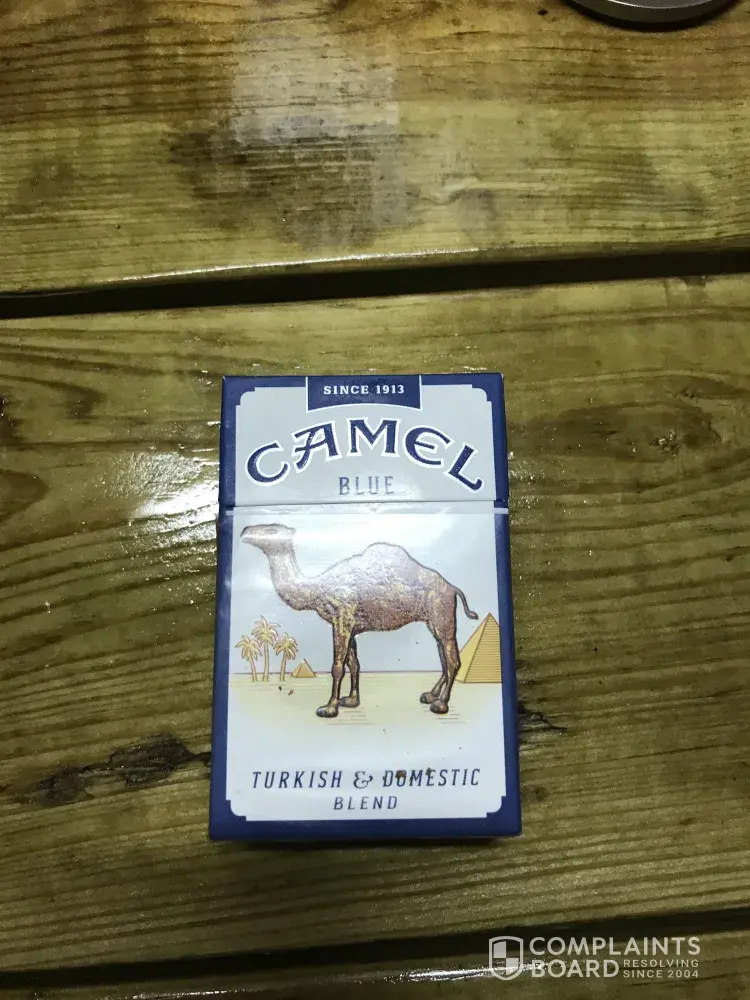 SINCE 1913
CAMEL
BLUE
TURKISH & DOMESTIC
BLEND
COMPLAINTS
BOARD RESOLVING
SINCE 2004